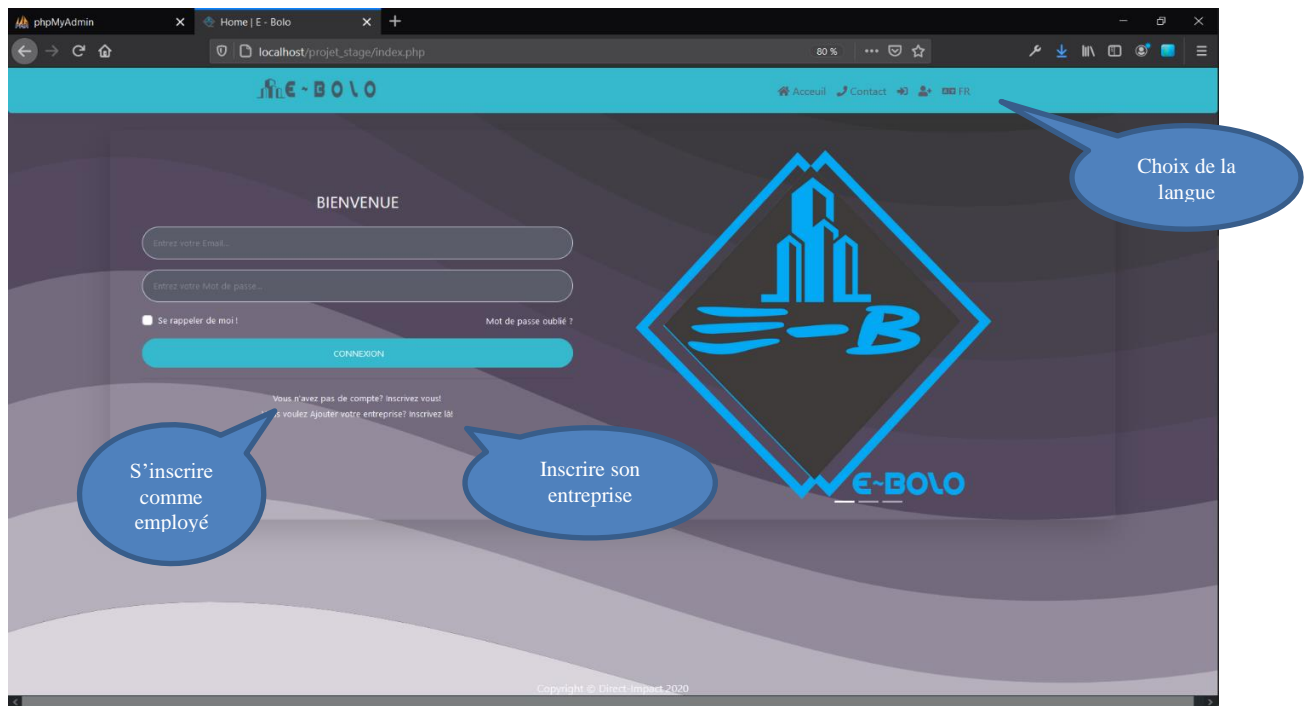 phpMyAdmin
Home | E - Bolo
localhost/projet_stage/index.php
80 %
E ~ BOLO
Acceuil Contact FR
Choix de la
langue
BIENVENUE
Entrez votre Email...
Entrez votre Mot de passe...
Se rappeler de moi !
Mot de passe oublié ?
CONNEXION
Vous n'avez pas de compte? Inscrivez vous!
voulez Ajouter votre entreprise? Inscrivez là!
S'inscrire
comme
employé
Inscrire son
entreprise
E-B
E~BOLO
Copyright © Direct-Impact 2020